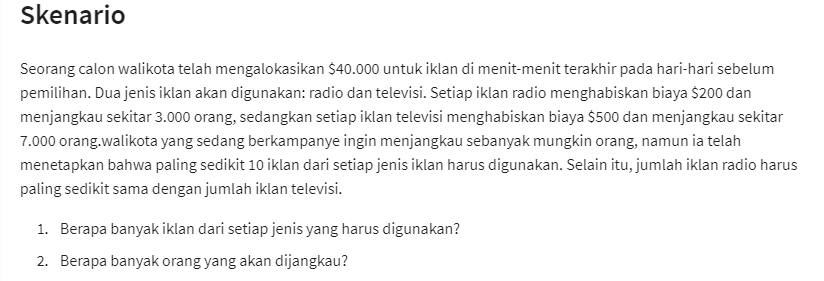 Skenario
Seorang calon walikota telah mengalokasikan $40.000 untuk iklan di menit-menit terakhir pada hari-hari sebelum
pemilihan. Dua jenis iklan akan digunakan: radio dan televisi. Setiap iklan radio menghabiskan biaya $200 dan
menjangkau sekitar 3.000 orang, sedangkan setiap iklan televisi menghabiskan biaya $500 dan menjangkau sekitar
7.000 orang.walikota yang sedang berkampanye ingin menjangkau sebanyak mungkin orang, namun ia telah
menetapkan bahwa paling sedikit 10 iklan dari setiap jenis iklan harus digunakan. Selain itu, jumlah iklan radio harus
paling sedikit sama dengan jumlah iklan televisi.
1. Berapa banyak iklan dari setiap jenis yang harus digunakan?
2. Berapa banyak orang yang akan dijangkau?